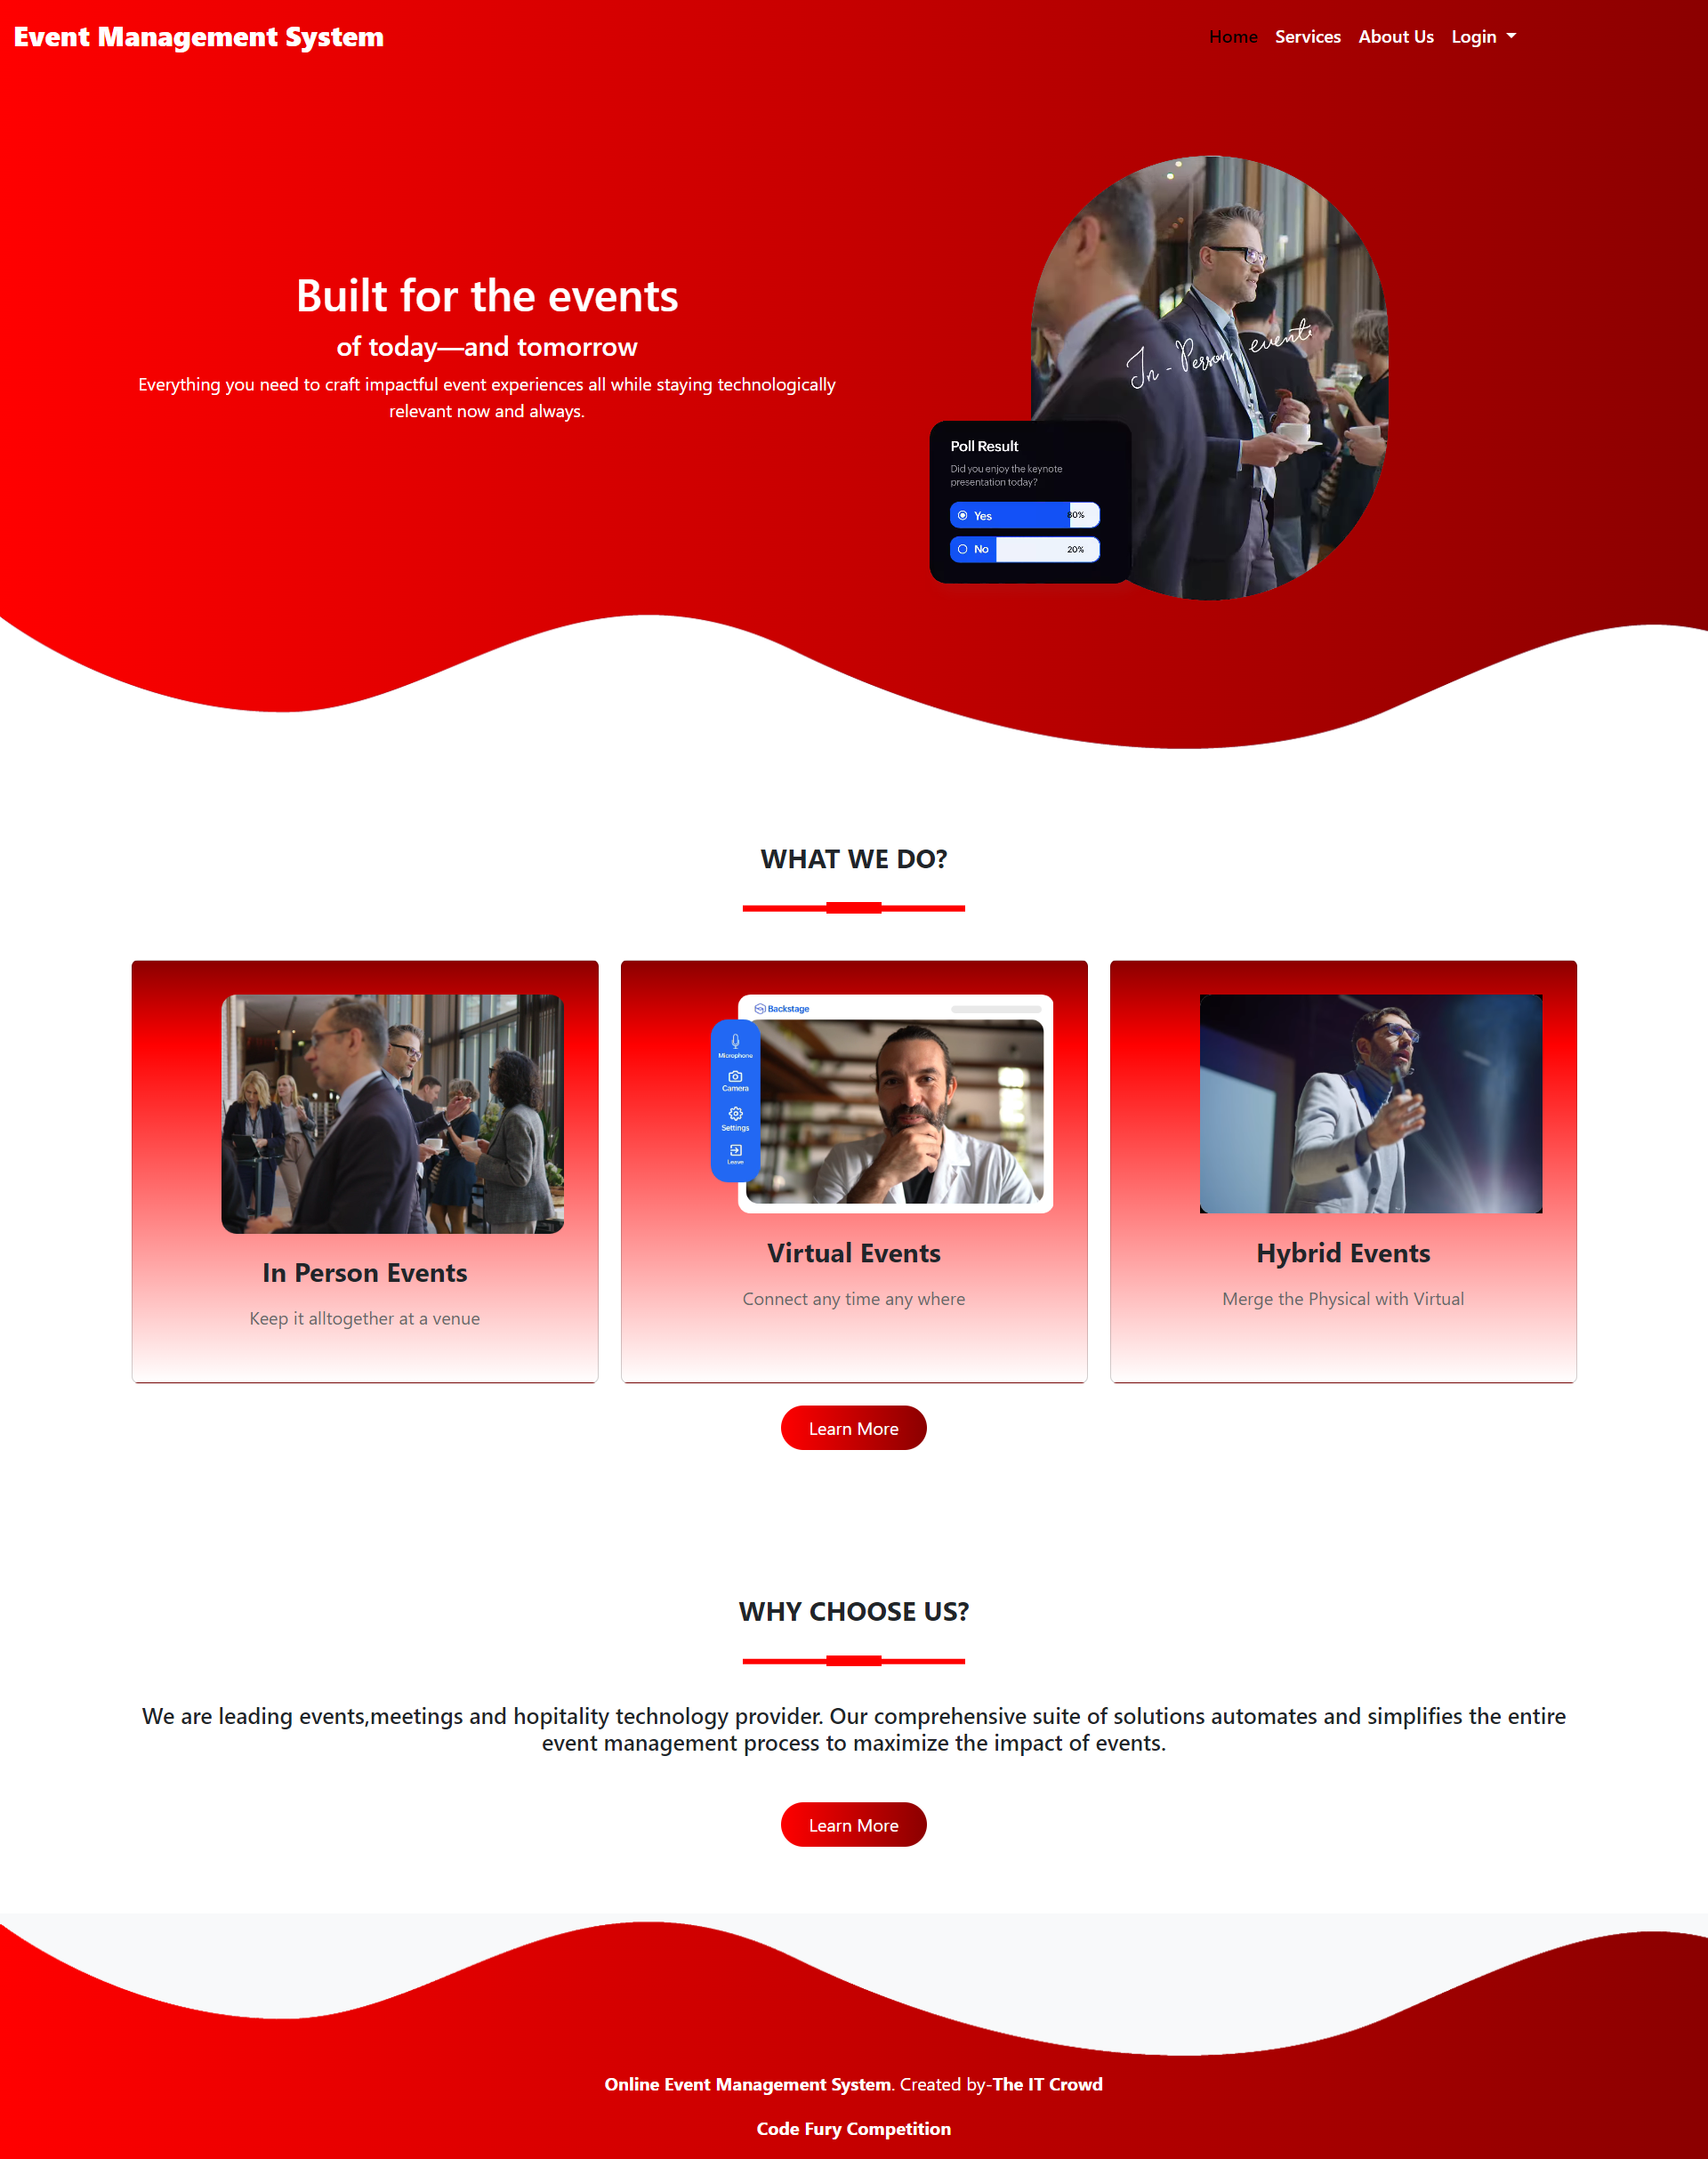 Event Management System
Home Services About Us Login
Built for the events
of today—and tomorrow
Everything you need to craft impactful event experiences all while staying technologically
relevant now and always.
In - Person events
Poll Result
Did you enjoy the keynote
presentation today?
Yes 80%
No 20%
WHAT WE DO?
Backstage
Microphone
Camera
Settings
Leave
In Person Events
Keep it alltogether at a venue
Virtual Events
Connect any time any where
Hybrid Events
Merge the Physical with Virtual
Learn More
WHY CHOOSE US?
We are leading events,meetings and hopitality technology provider. Our comprehensive suite of solutions automates and simplifies the entire
event management process to maximize the impact of events.
Learn More
Online Event Management System. Created by-The IT Crowd
Code Fury Competition